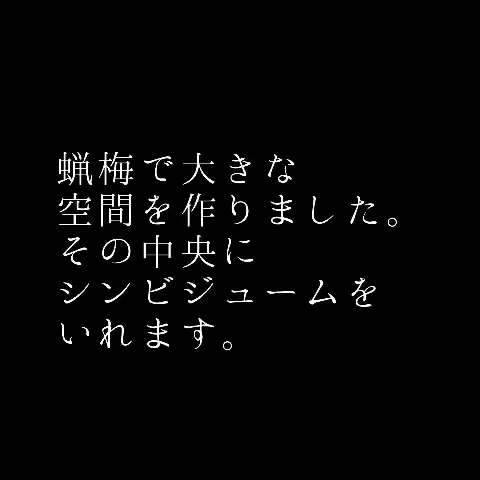 蝋梅で大きな
空間を作りました。
その中央に
シンビジュームを
いれます。